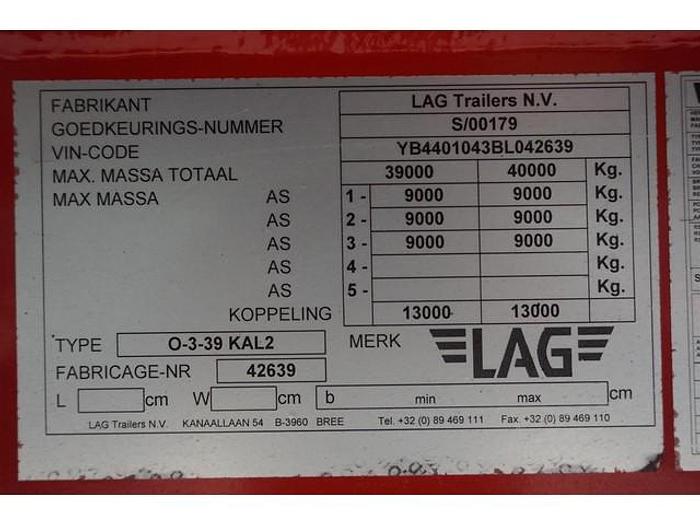 FABRIKANT LAG Trailers N.V.
GOEDKEURINGS-NUMMER S/00179
VIN-CODE YB4401043BL042639
MAX. MASSA TOTAAL 39000 40000 Kg.
MAX MASSA AS 1 - 9000 9000 Kg.
AS 2 - 9000 9000 Kg.
AS 3 - 9000 9000 Kg.
AS 4 - Kg.
AS 5 - Kg.
KOPPELING 13000 13000
TYPE O-3-39 KAL2 MERK LAG
FABRICAGE-NR 42639
L cm W cm b min max cm
LAG Trailers N.V. KANAALLAAN 54 B-3960 BREE Tel. +32 (0) 89 469 111 Fax. +32 (0) 89 469 110